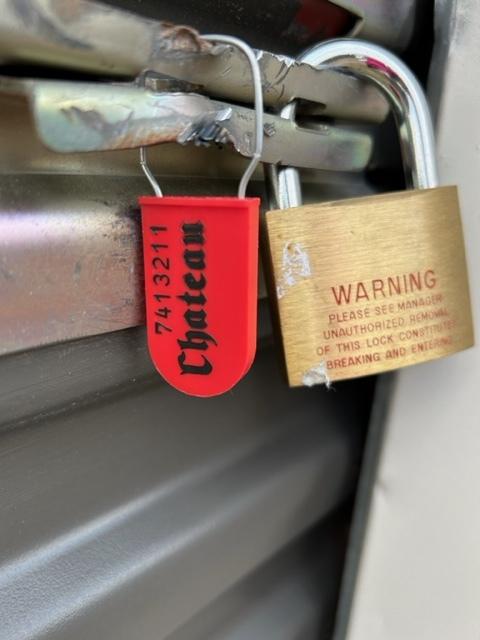 7413211
Chateau
WARNING
PLEASE SEE MANAGER
UNAUTHORIZED REMOVAL
OF THIS LOCK CONSTITUTES
BREAKING AND ENTERING